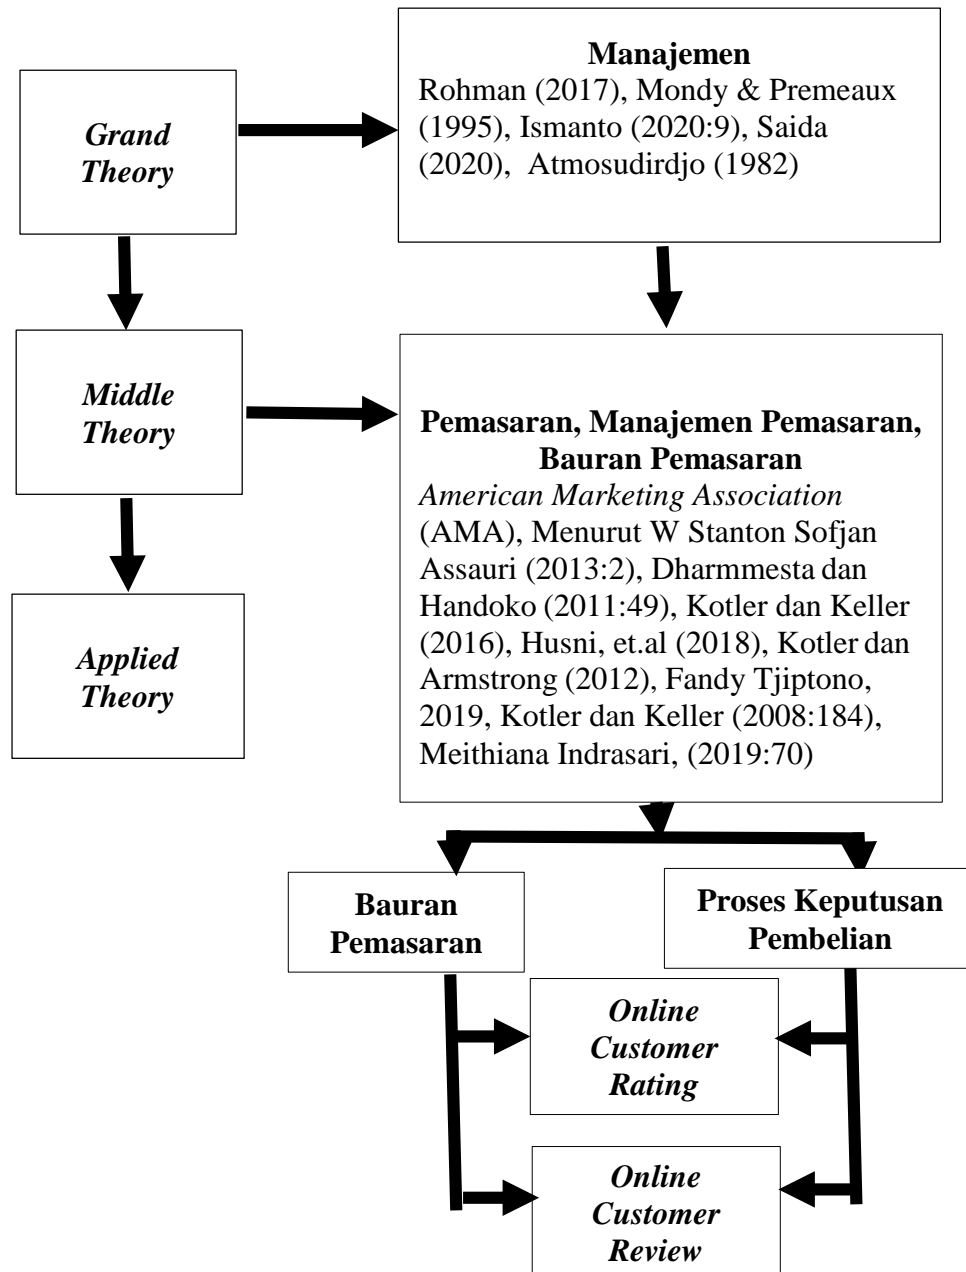 Grand
Theory
Manajemen
Rohman (2017), Mondy & Premeaux
(1995), Ismanto (2020:9), Saida
(2020), Atmosudirdjo (1982)
Middle
Theory
Pemasaran, Manajemen Pemasaran,
Bauran Pemasaran
American Marketing Association
(AMA), Menurut W Stanton Sofjan
Assauri (2013:2), Dharmmesta dan
Handoko (2011:49), Kotler dan Keller
(2016), Husni, et.al (2018), Kotler dan
Armstrong (2012), Fandy Tjiptono,
2019, Kotler dan Keller (2008:184),
Meithiana Indrasari, (2019:70)
Applied
Theory
Bauran
Pemasaran
Proses Keputusan
Pembelian
Online
Customer
Rating
Online
Customer
Review